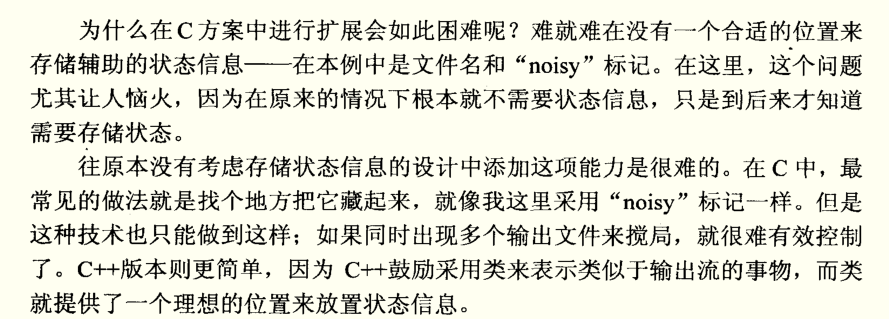 为什么在C方案中进行扩展会如此困难呢？难就难在没有一个合适的位置来
存储辅助的状态信息——在本例中是文件名和“noisy”标记。在这里，这个问题
尤其让人恼火，因为在原来的情况下根本就不需要状态信息，只是到后来才知道
需要存储状态。
往原本没有考虑存储状态信息的设计中添加这项能力是很难的。在C中，最
常见的做法就是找个地方把它藏起来，就像我这里采用“noisy”标记一样。但是
这种技术也只能做到这样；如果同时出现多个输出文件来搅局，就很难有效控制
了。C++版本则更简单，因为 C++鼓励采用类来表示类似于输出流的事物，而类
就提供了一个理想的位置来放置状态信息。